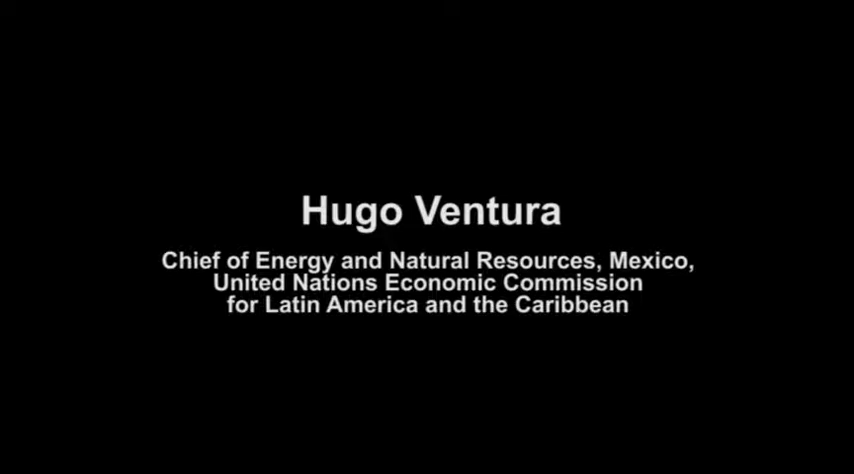 Hugo Ventura
Chief of Energy and Natural Resources, Mexico,
United Nations Economic Commission
for Latin America and the Caribbean